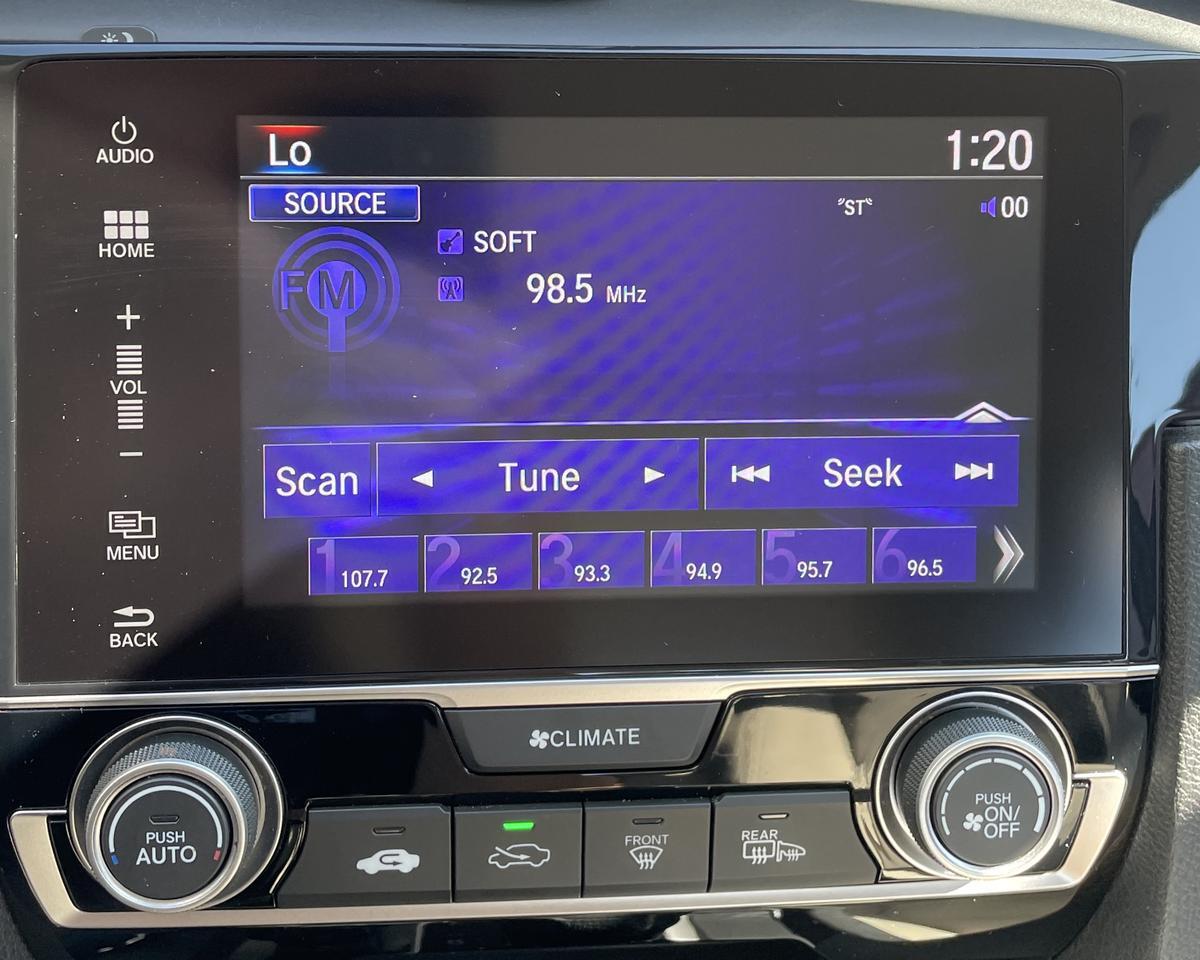 AUDIO
HOME
+
VOL
−
MENU
BACK
Lo
1:20
SOURCE
"ST"
00
FM
SOFT
98.5 MHz
Scan
Tune
Seek
1 107.7
2 92.5
3 93.3
4 94.9
5 95.7
6 96.5
CLIMATE
PUSH
AUTO
FRONT
REAR
PUSH
ON/
OFF